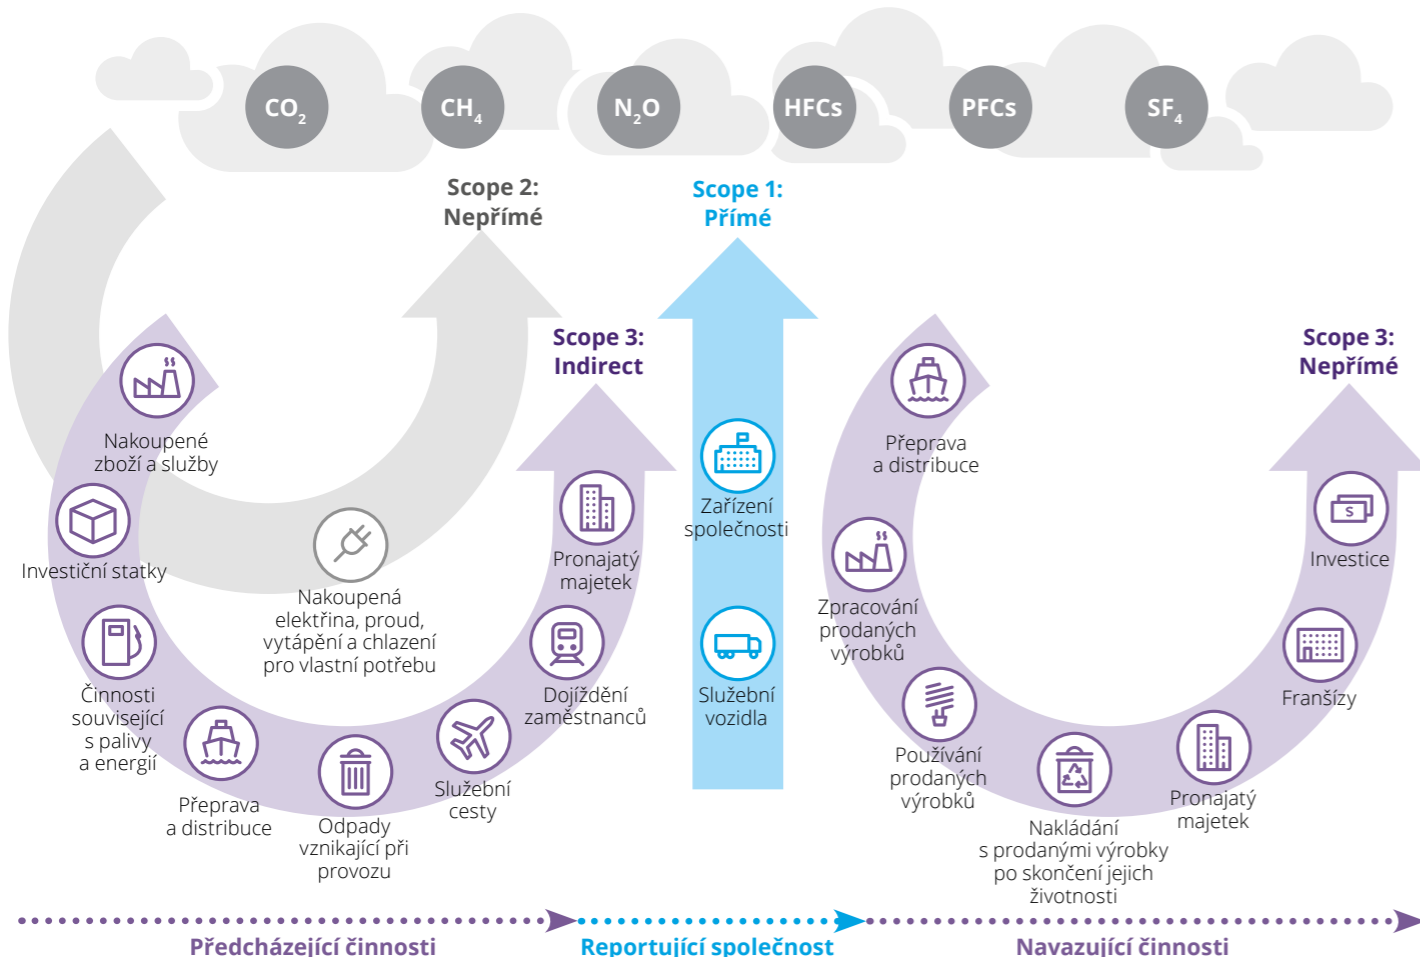 CO₂
CH₄
N₂O
HFCs
PFCs
SF₄
Scope 2:
Nepřímé
Scope 1:
Přímé
Scope 3:
Indirect
Scope 3:
Nepřímé
Nakoupené
zboží a služby
Investiční statky
Činnosti
související
s palivy
a energií
Přeprava
a distribuce
Odpady
vznikající při
provozu
Služební
cesty
Dojíždění
zaměstnanců
Pronajatý
majetek
Nakoupená
elektřina, proud,
vytápění a chlazení
pro vlastní potřebu
Zařízení
společnosti
Služební
vozidla
Přeprava
a distribuce
Zpracování
prodaných
výrobků
Používání
prodaných
výrobků
Nakládání
s prodanými výrobky
po skončení jejich
životnosti
Pronajatý
majetek
Franšízy
Investice
S
Předcházející činnosti
Reportující společnost
Navazující činnosti